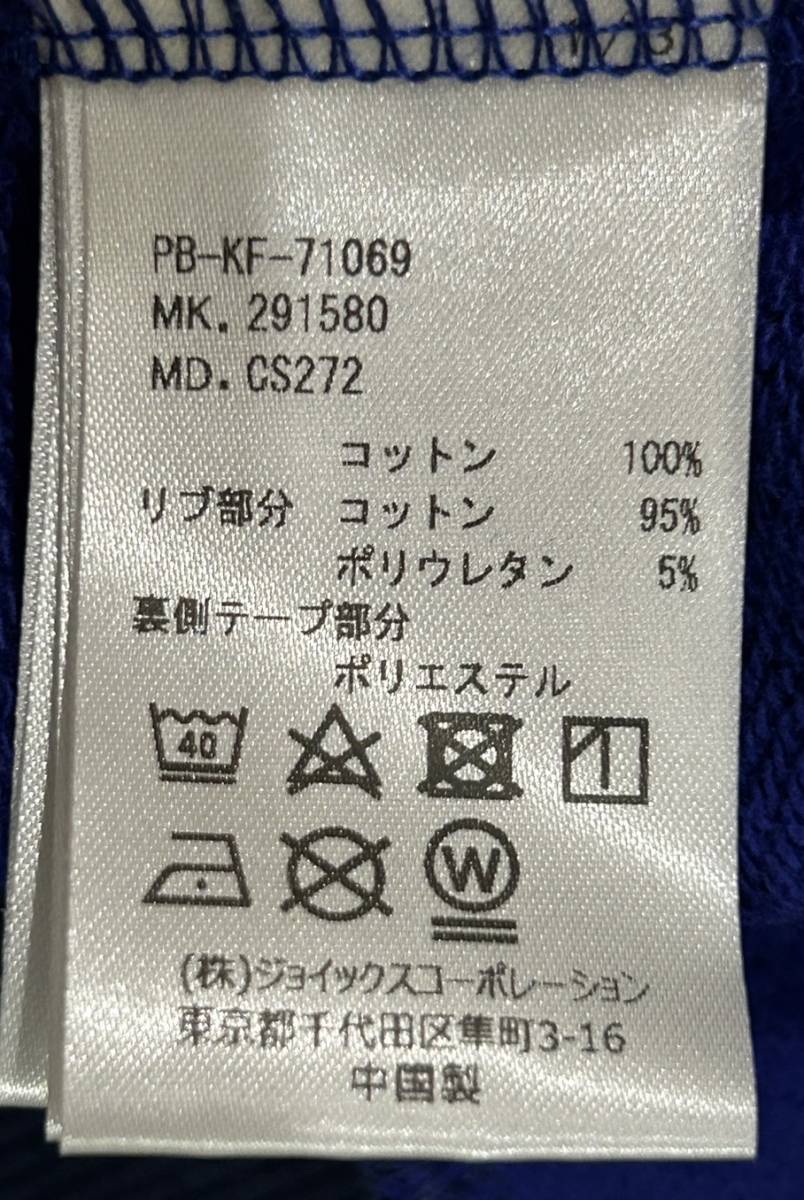 PB-KF-71069
MK. 291580
MD. CS272
コットン 100%
リブ部分 コットン 95%
ポリウレタン 5%
裏側テープ部分
ポリエステル
40
W
(株)ジョイックスコーポレーション
東京都千代田区隼町3-16
中国製